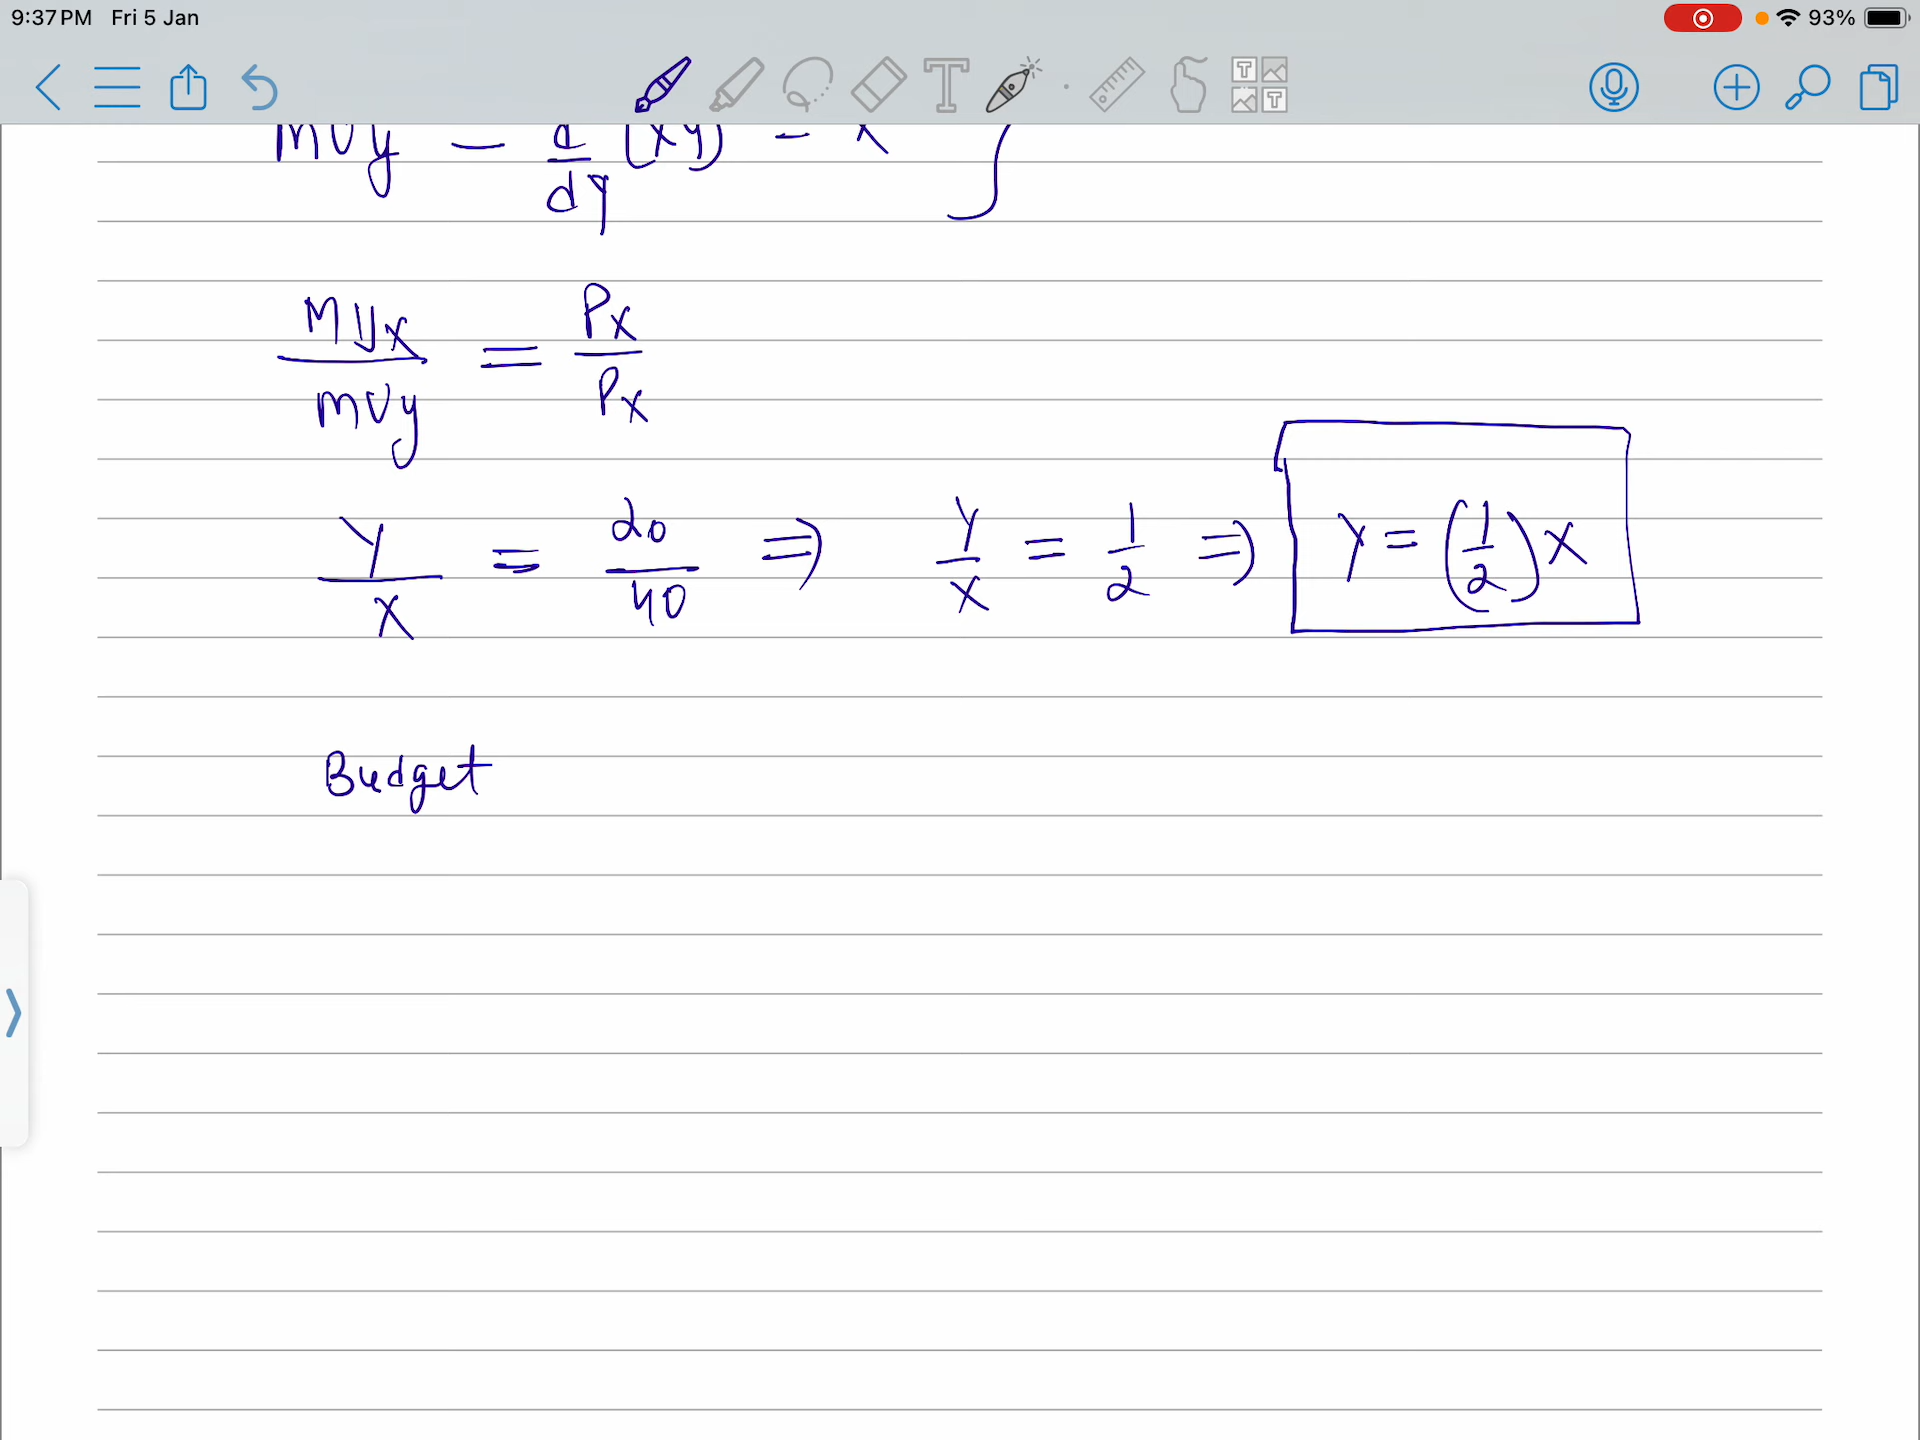 9:37 PM Fri 5 Jan 93%
MUy = d/dy (xy) = x
MUx/MUy = Px/Px
y/x = 20/40 ⇒ y/x = 1/2 ⇒ y = (1/2)x
Budget